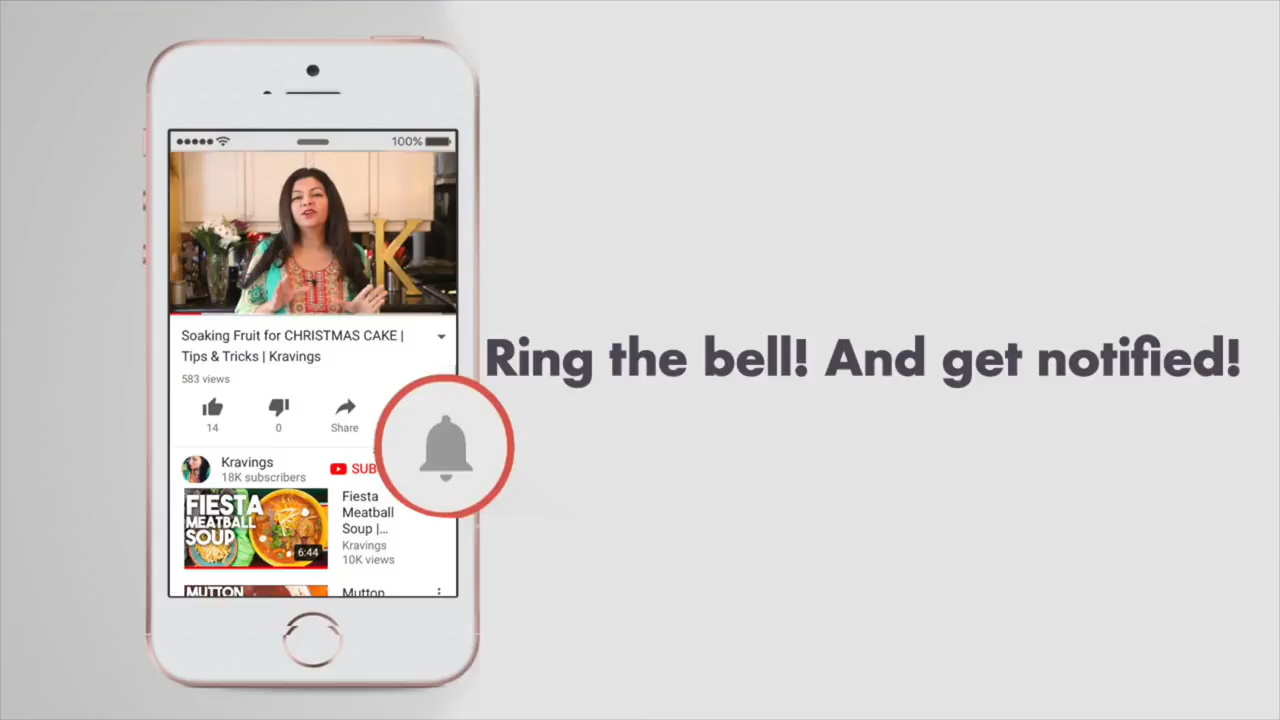 100%
K
Soaking Fruit for CHRISTMAS CAKE |
Tips & Tricks | Kravings
583 views
14
0
Share
Kravings
18K subscribers
SUB
FIESTA
MEATBALL
SOUP
6:44
Fiesta
Meatball
Soup |...
Kravings
10K views
MUTTON
Mutton
Ring the bell! And get notified!